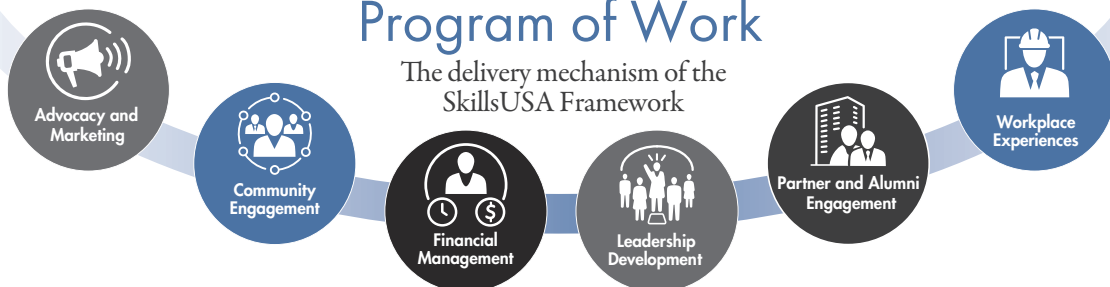 Program of Work
The delivery mechanism of the
SkillsUSA Framework
Advocacy and
Marketing
Community
Engagement
$
Financial
Management
Leadership
Development
Partner and Alumni
Engagement
Workplace
Experiences